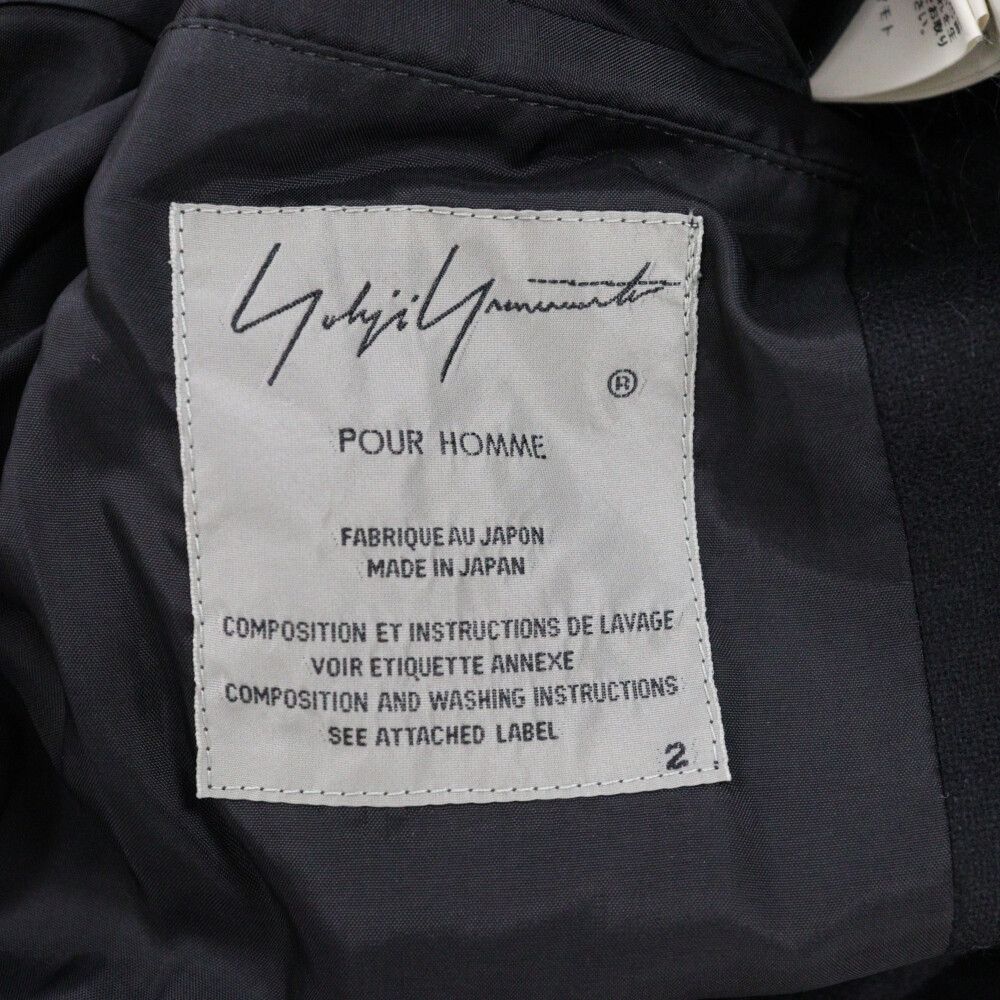 Yohji Yamamoto
®
POUR HOMME
FABRIQUE AU JAPON
MADE IN JAPAN
COMPOSITION ET INSTRUCTIONS DE LAVAGE
VOIR ETIQUETTE ANNEXE
COMPOSITION AND WASHING INSTRUCTIONS
SEE ATTACHED LABEL
2